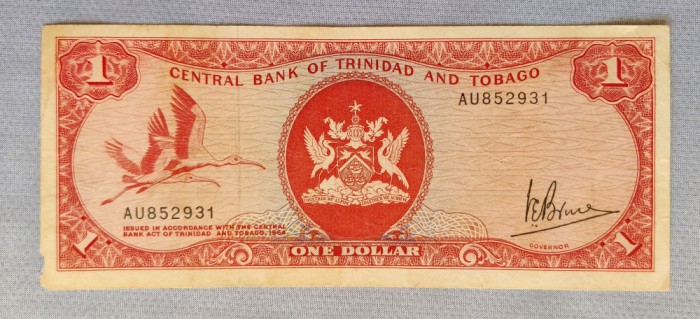 1
1
CENTRAL BANK OF TRINIDAD AND TOBAGO
AU852931
AU852931
ISSUED IN ACCORDANCE WITH THE CENTRAL
BANK ACT OF TRINIDAD AND TOBAGO, 1964
GOVERNOR
1
ONE DOLLAR
1